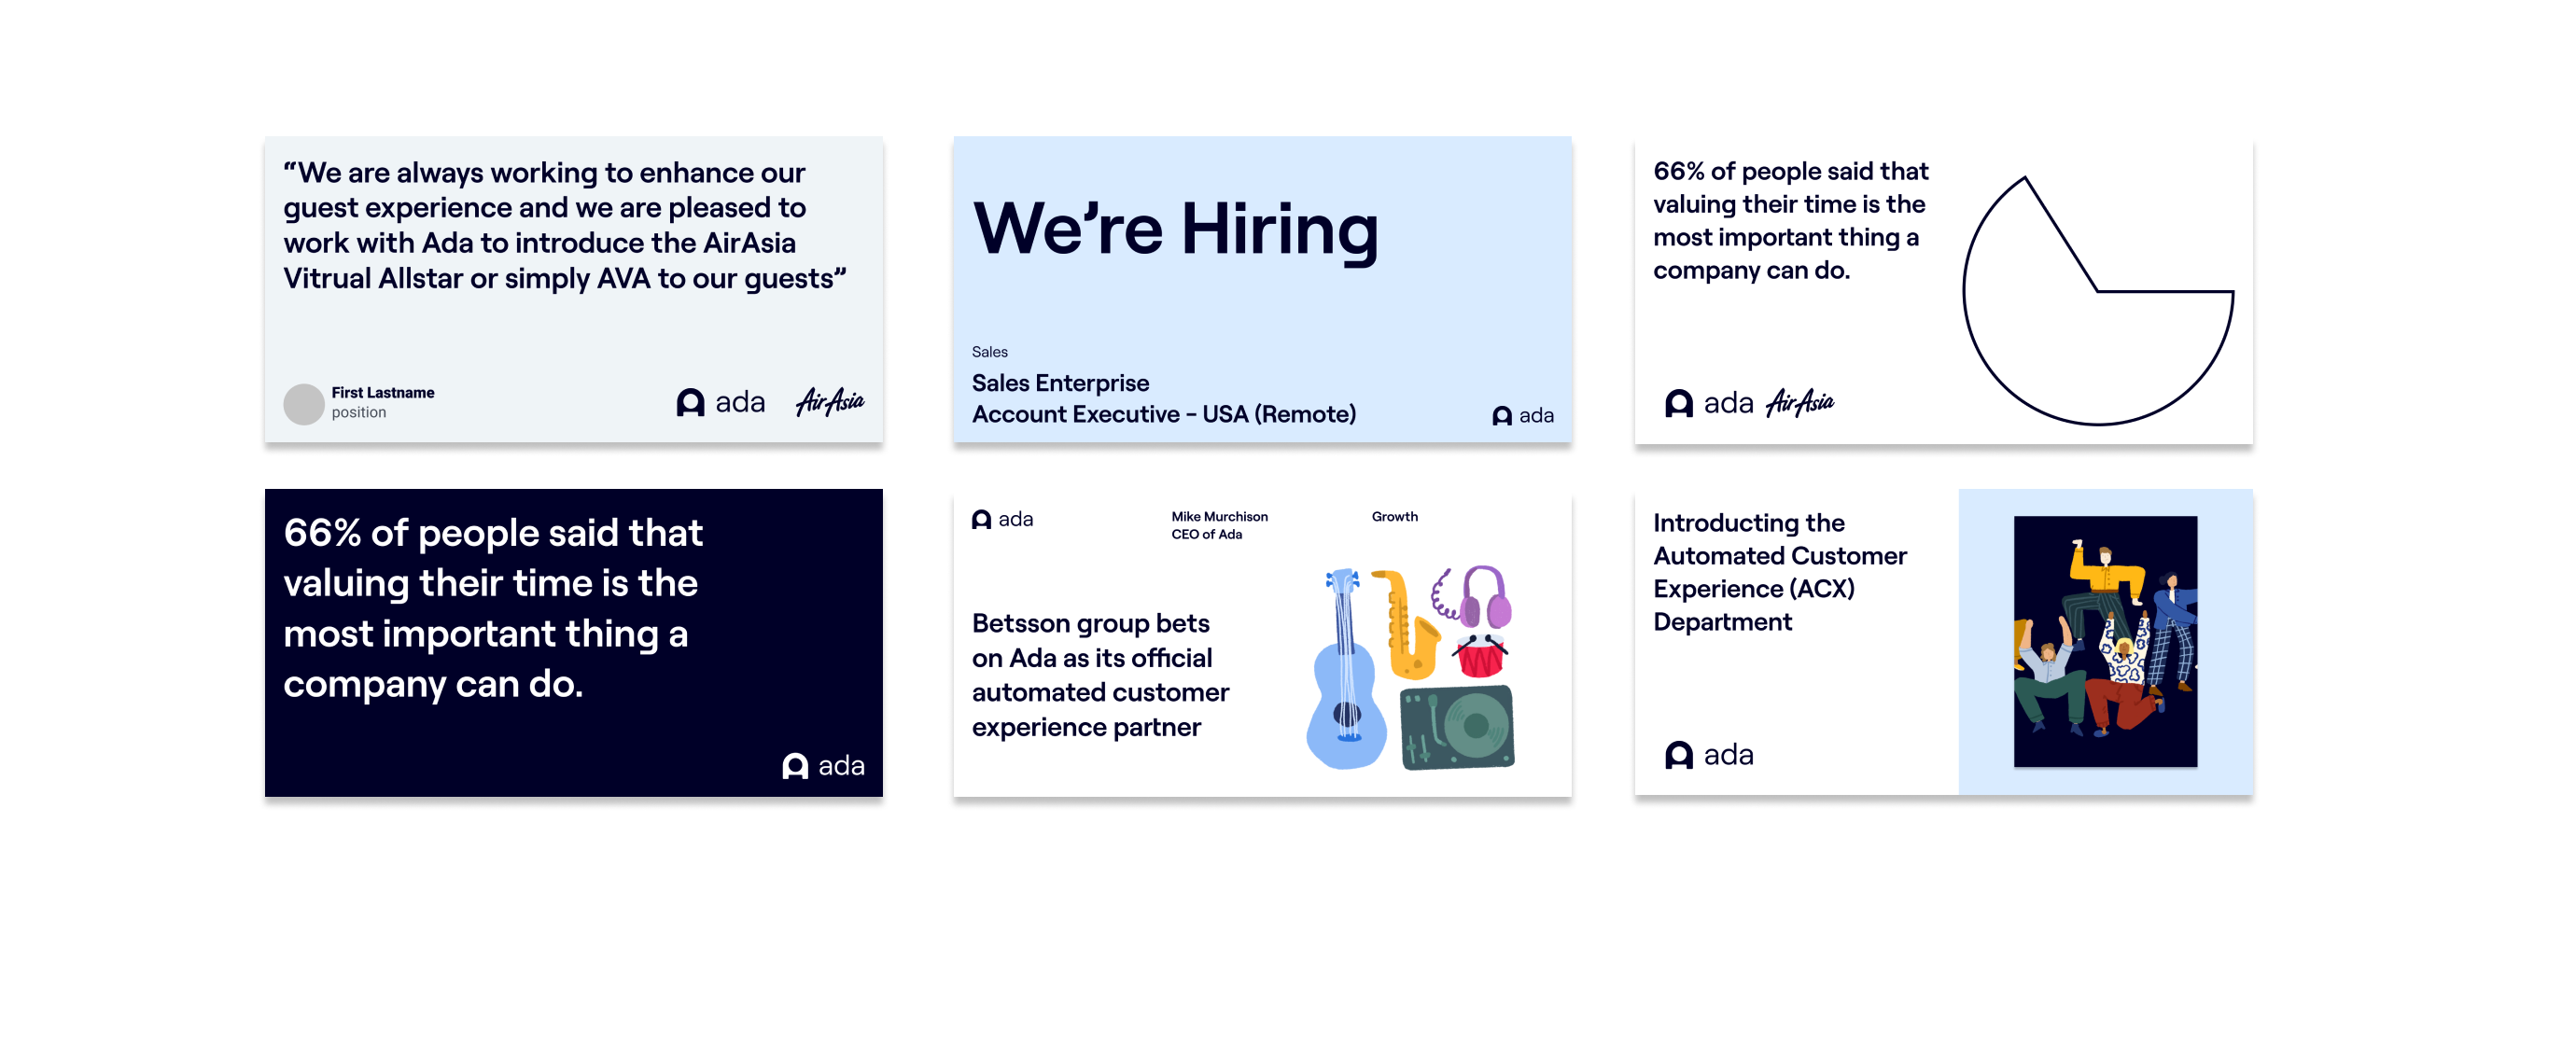 “We are always working to enhance our
guest experience and we are pleased to
work with Ada to introduce the AirAsia
Vitrual Allstar or simply AVA to our guests”
First Lastname
position
ada
AirAsia
We’re Hiring
Sales
Sales Enterprise
Account Executive - USA (Remote)
ada
66% of people said that
valuing their time is the
most important thing a
company can do.
ada
AirAsia
66% of people said that
valuing their time is the
most important thing a
company can do.
ada
ada
Mike Murchison
CEO of Ada
Growth
Betsson group bets
on Ada as its official
automated customer
experience partner
Introducting the
Automated Customer
Experience (ACX)
Department
ada